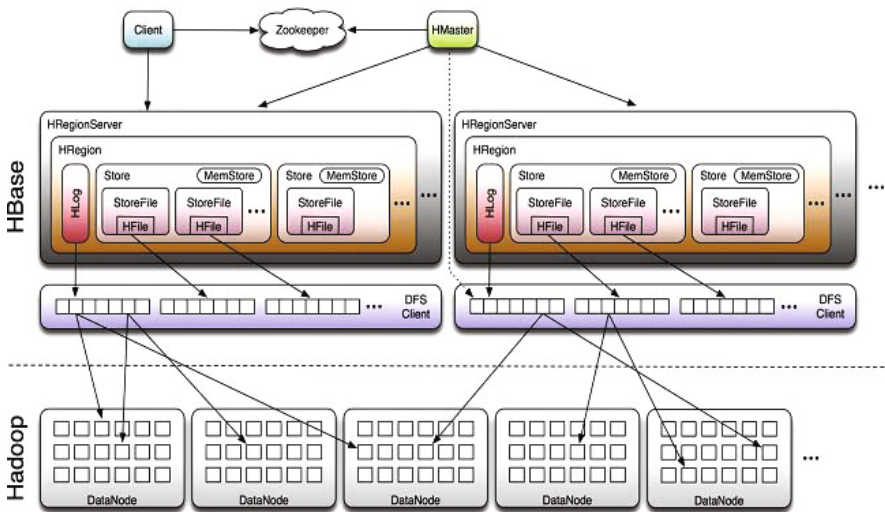 Client
Zookeeper
HMaster
HBase
HRegionServer
HRegion
HLog
Store
MemStore
StoreFile
HFile
StoreFile
HFile
...
Store
MemStore
StoreFile
HFile
...
...
HRegionServer
HRegion
HLog
Store
MemStore
StoreFile
HFile
StoreFile
HFile
...
Store
MemStore
StoreFile
HFile
...
...
...
...
DFS
Client
...
DFS
Client
Hadoop
DataNode
DataNode
DataNode
DataNode
DataNode
...